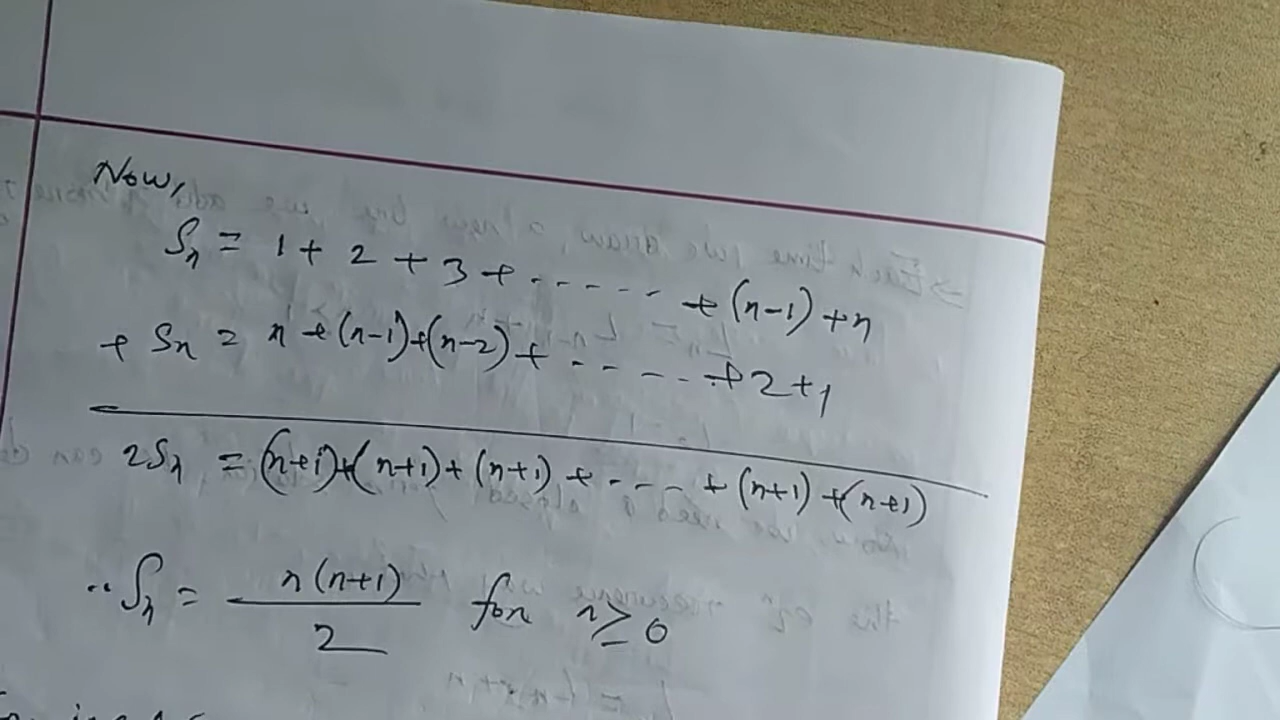 Now,
Sn = 1 + 2 + 3 + ...... + (n-1) + n
+ Sn = n + (n-1) + (n-2) + ...... + 2 + 1
2Sn = (n+1) + (n+1) + (n+1) + .... + (n+1) + (n+1)
.. Sn = n(n+1) / 2 for n ≥ 0